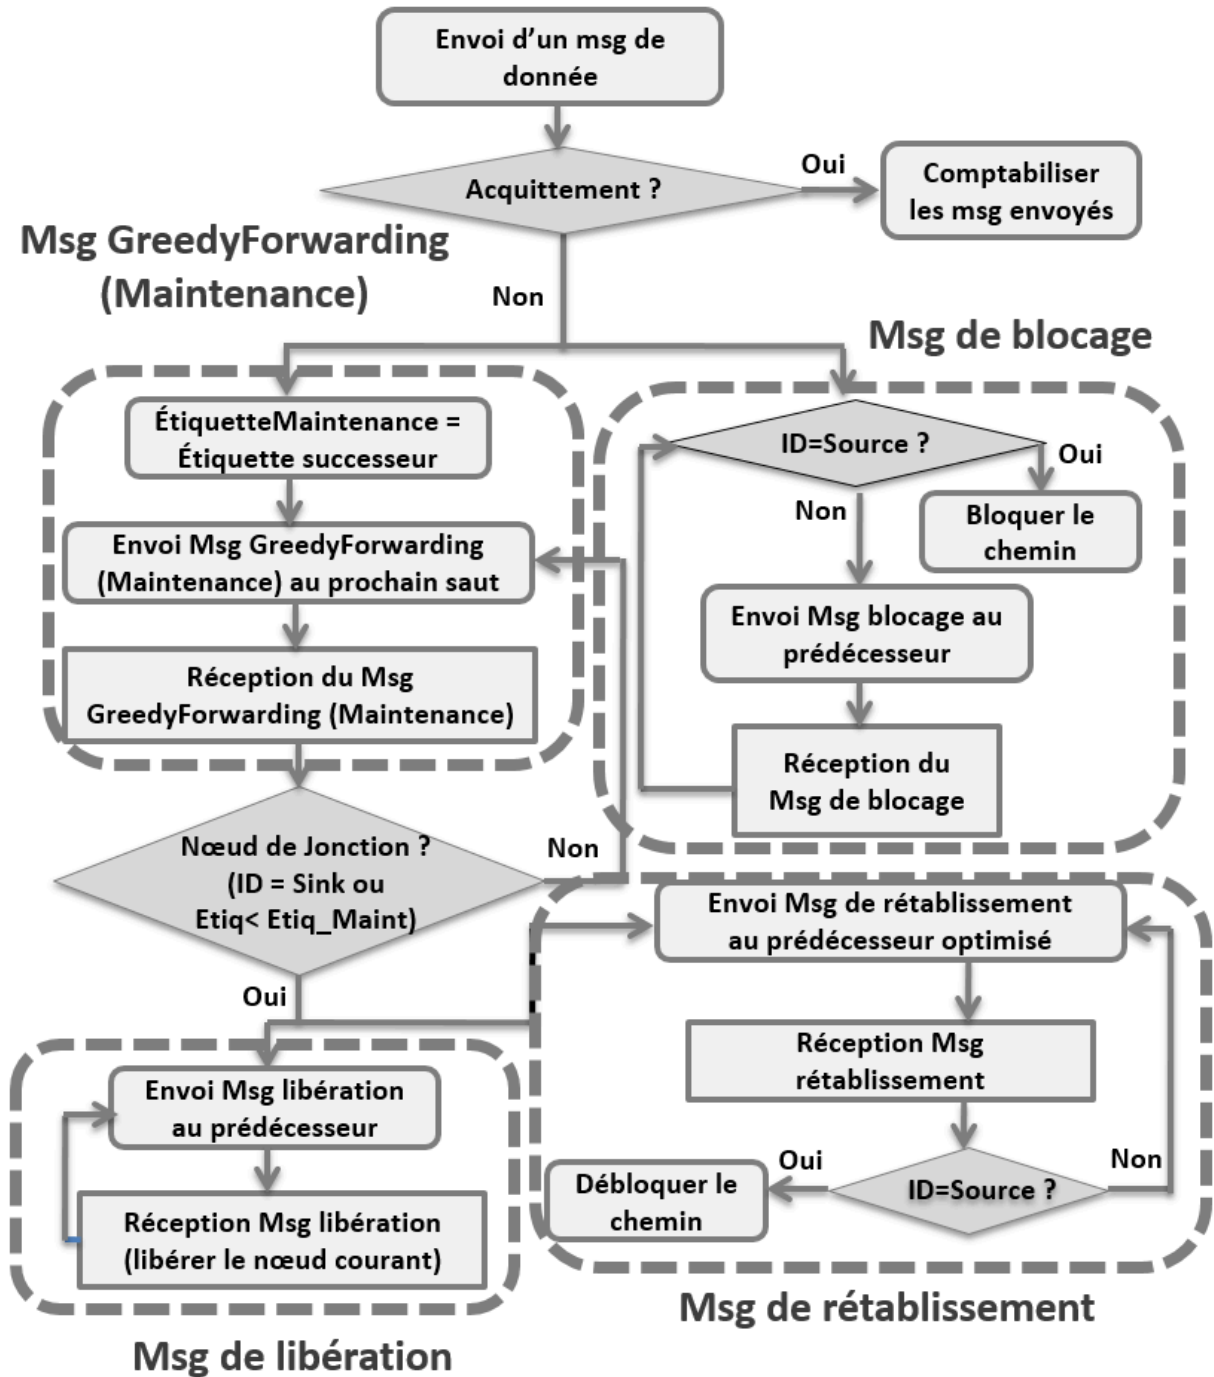 Envoi d’un msg de
donnée
Acquittement ?
Oui
Comptabiliser
les msg envoyés
Msg GreedyForwarding
(Maintenance)
Non
Msg de blocage
ÉtiquetteMaintenance =
Étiquette successeur
Envoi Msg GreedyForwarding
(Maintenance) au prochain saut
Réception du Msg
GreedyForwarding (Maintenance)
ID=Source ?
Oui
Non
Bloquer le
chemin
Envoi Msg blocage au
prédécesseur
Réception du
Msg de blocage
Nœud de Jonction ?
(ID = Sink ou
Etiq< Etiq_Maint)
Non
Oui
Envoi Msg de rétablissement
au prédécesseur optimisé
Réception Msg
rétablissement
ID=Source ?
Oui
Non
Débloquer le
chemin
Msg de rétablissement
Envoi Msg libération
au prédécesseur
Réception Msg libération
(libérer le nœud courant)
Msg de libération